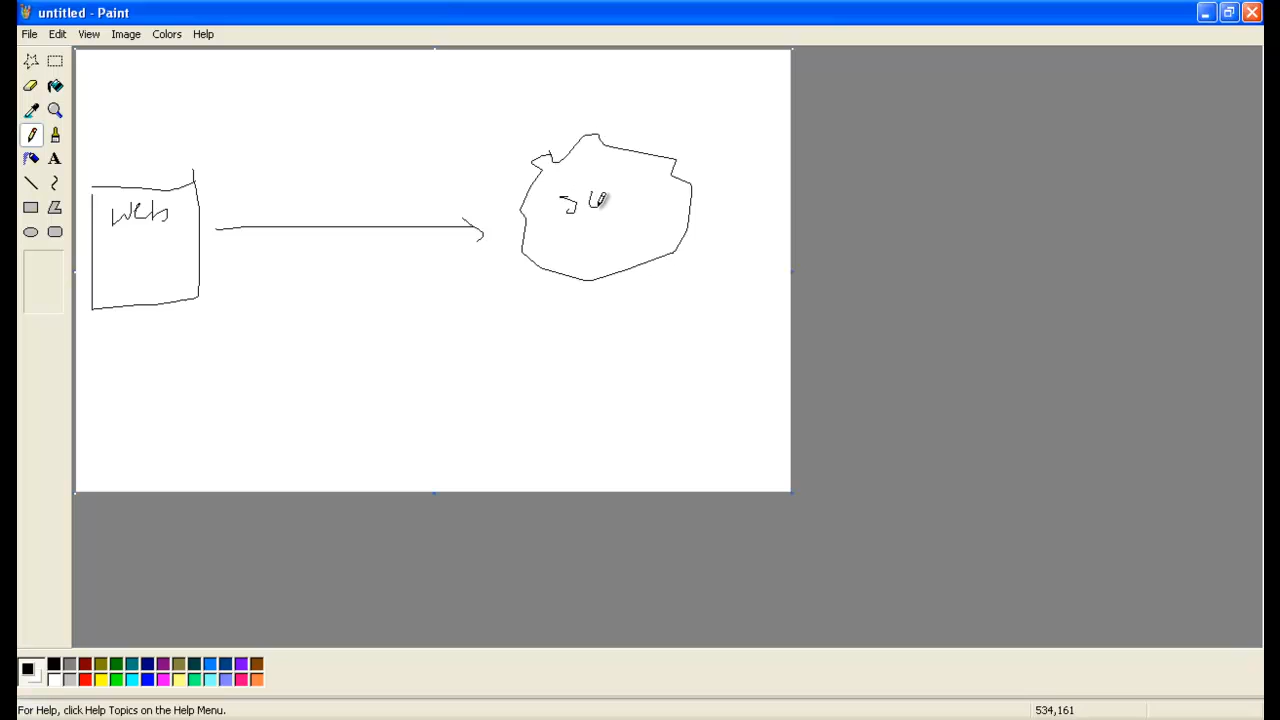 untitled - Paint
File Edit View Image Colors Help
A
Web
For Help, click Help Topics on the Help Menu.
534,161